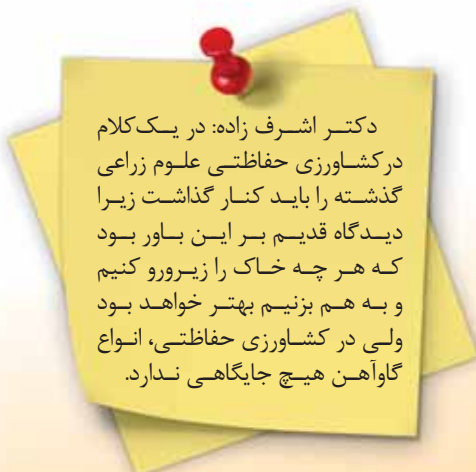 دکتر اشرف زاده: در یک‌کلام
درکشاورزی حفاظتی علوم زراعی
گذشته را باید کنار گذاشت زیرا
دیدگاه قدیم بر این باور بود
که هر چه خاک را زیرورو کنیم
و به هم بزنیم بهتر خواهد بود
ولی در کشاورزی حفاظتی، انواع
گاوآهن هیچ جایگاهی ندارد.